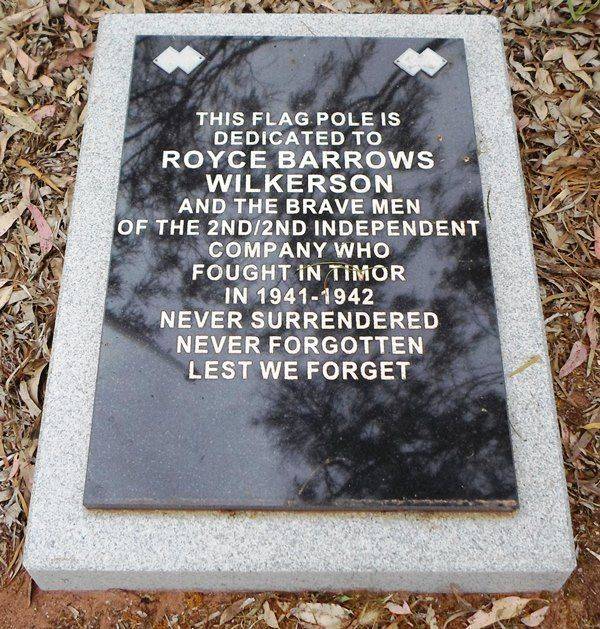 THIS FLAG POLE IS
DEDICATED TO
ROYCE BARROWS
WILKERSON
AND THE BRAVE MEN
OF THE 2ND/2ND INDEPENDENT
COMPANY WHO
FOUGHT IN TIMOR
IN 1941-1942
NEVER SURRENDERED
NEVER FORGOTTEN
LEST WE FORGET